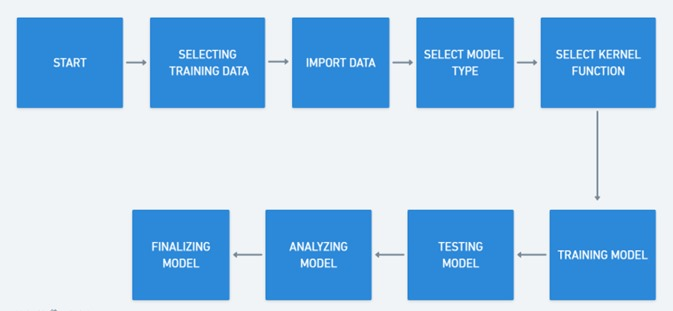 START
SELECTING
TRAINING DATA
IMPORT DATA
SELECT MODEL
TYPE
SELECT KERNEL
FUNCTION
TRAINING MODEL
TESTING
MODEL
ANALYZING
MODEL
FINALIZING
MODEL